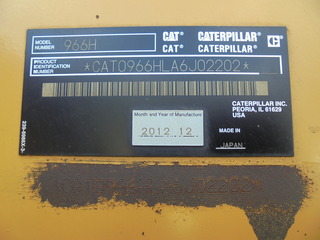 MODEL NUMBER 966H CAT CATERPILLAR C
CAT CATERPILLAR
PRODUCT IDENTIFICATION NUMBER *CAT0966HLA6J02202*
CATERPILLAR INC.
PEORIA, IL 61629
USA
Month and Year of Manufacture
2012 12
MADE IN
JAPAN